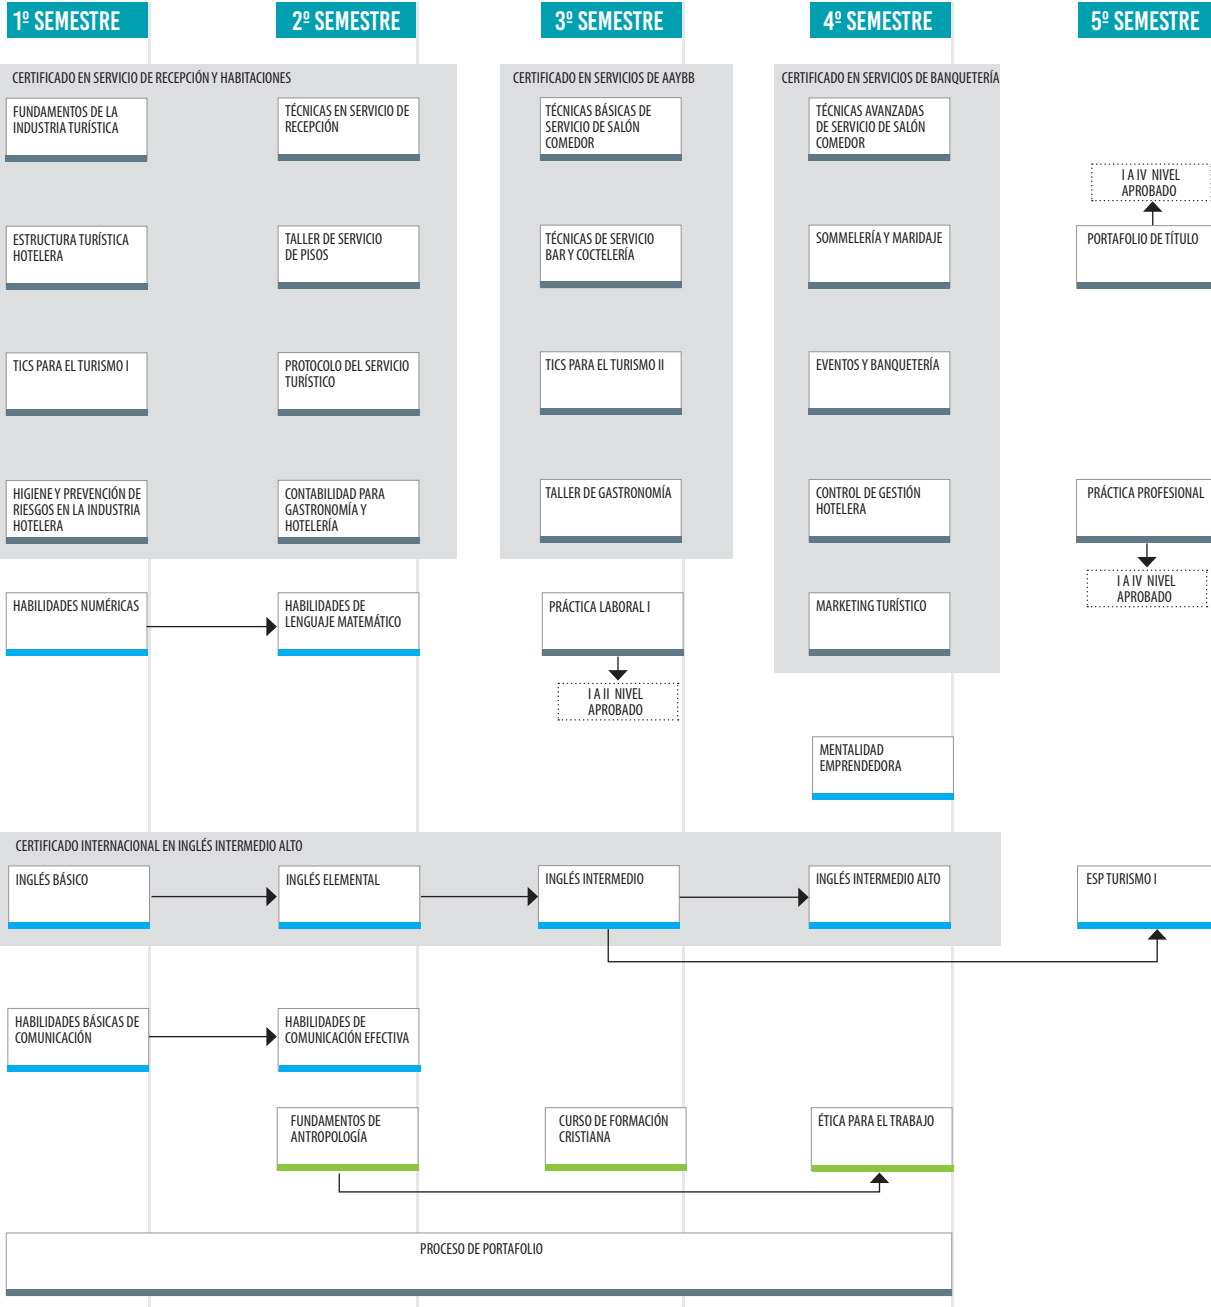 1º SEMESTRE
2º SEMESTRE
3º SEMESTRE
4º SEMESTRE
5º SEMESTRE
CERTIFICADO EN SERVICIO DE RECEPCIÓN Y HABITACIONES
CERTIFICADO EN SERVICIOS DE AAYBB
CERTIFICADO EN SERVICIOS DE BANQUETERÍA
FUNDAMENTOS DE LA
INDUSTRIA TURÍSTICA
TÉCNICAS EN SERVICIO DE
RECEPCIÓN
TÉCNICAS BÁSICAS DE
SERVICIO DE SALÓN
COMEDOR
TÉCNICAS AVANZADAS
DE SERVICIO DE SALÓN
COMEDOR
I A IV NIVEL
APROBADO
ESTRUCTURA TURÍSTICA
HOTELERA
TALLER DE SERVICIO
DE PISOS
TÉCNICAS DE SERVICIO
BAR Y COCTELERÍA
SOMMELERÍA Y MARIDAJE
PORTAFOLIO DE TÍTULO
TICS PARA EL TURISMO I
PROTOCOLO DEL SERVICIO
TURÍSTICO
TICS PARA EL TURISMO II
EVENTOS Y BANQUETERÍA
HIGIENE Y PREVENCIÓN DE
RIESGOS EN LA INDUSTRIA
HOTELERA
CONTABILIDAD PARA
GASTRONOMÍA Y
HOTELERÍA
TALLER DE GASTRONOMÍA
CONTROL DE GESTIÓN
HOTELERA
PRÁCTICA PROFESIONAL
I A IV NIVEL
APROBADO
HABILIDADES NUMÉRICAS
HABILIDADES DE
LENGUAJE MATEMÁTICO
PRÁCTICA LABORAL I
MARKETING TURÍSTICO
I A II NIVEL
APROBADO
MENTALIDAD
EMPRENDEDORA
CERTIFICADO INTERNACIONAL EN INGLÉS INTERMEDIO ALTO
INGLÉS BÁSICO
INGLÉS ELEMENTAL
INGLÉS INTERMEDIO
INGLÉS INTERMEDIO ALTO
ESP TURISMO I
HABILIDADES BÁSICAS DE
COMUNICACIÓN
HABILIDADES DE
COMUNICACIÓN EFECTIVA
FUNDAMENTOS DE
ANTROPOLOGÍA
CURSO DE FORMACIÓN
CRISTIANA
ÉTICA PARA EL TRABAJO
PROCESO DE PORTAFOLIO